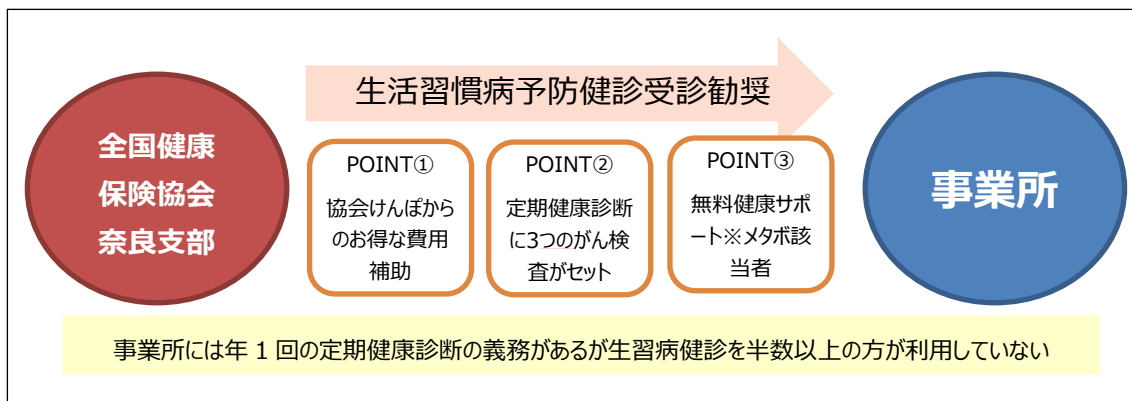 生活習慣病予防健診受診勧奨
全国健康
保険協会
奈良支部
POINT①
協会けんぽから
のお得な費用
補助
POINT②
定期健康診断
に3つのがん検
査がセット
POINT③
無料健康サポ
ート※メタボ該
当者
事業所
事業所には年 1 回の定期健康診断の義務があるが生習病健診を半数以上の方が利用していない